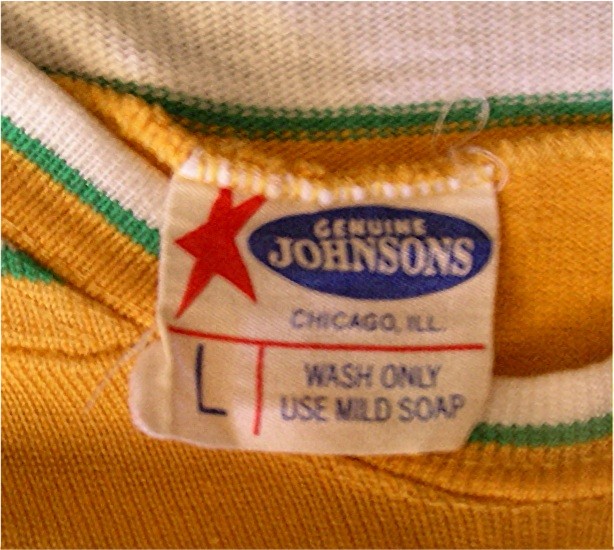 GENUINE
JOHNSONS
CHICAGO, ILL.
L
WASH ONLY
USE MILD SOAP